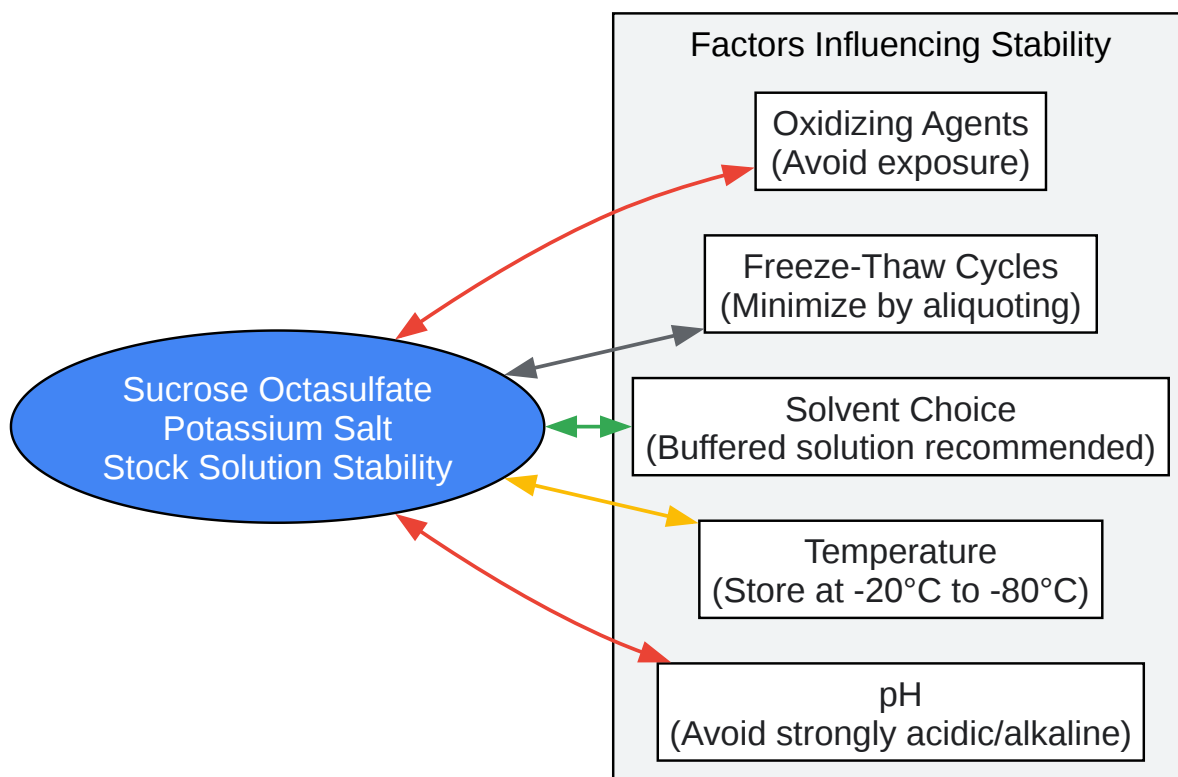 Factors Influencing Stability
Oxidizing Agents
(Avoid exposure)
Freeze-Thaw Cycles
(Minimize by aliquoting)
Sucrose Octasulfate
Potassium Salt
Stock Solution Stability
Solvent Choice
(Buffered solution recommended)
Temperature
(Store at -20°C to -80°C)
pH
(Avoid strongly acidic/alkaline)